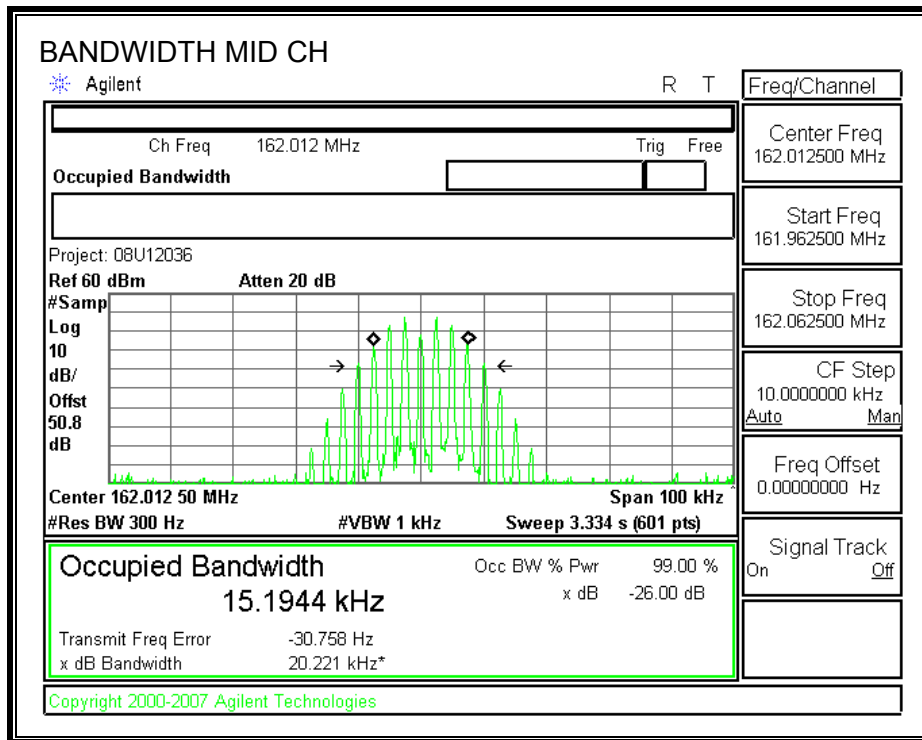 BANDWIDTH MID CH
Agilent R T
Ch Freq 162.012 MHz Trig Free
Occupied Bandwidth
Project: 08U12036
Ref 60 dBm Atten 20 dB
#Samp
Log
10
dB/
Offst
50.8
dB
Center 162.012 50 MHz Span 100 kHz
#Res BW 300 Hz #VBW 1 kHz Sweep 3.334 s (601 pts)
Occupied Bandwidth
15.1944 kHz
Occ BW % Pwr 99.00 %
x dB -26.00 dB
Transmit Freq Error -30.758 Hz
x dB Bandwidth 20.221 kHz*
Copyright 2000-2007 Agilent Technologies
Freq/Channel
Center Freq
162.012500 MHz
Start Freq
161.962500 MHz
Stop Freq
162.062500 MHz
CF Step
10.0000000 kHz
Auto Man
Freq Offset
0.00000000 Hz
Signal Track
On Off